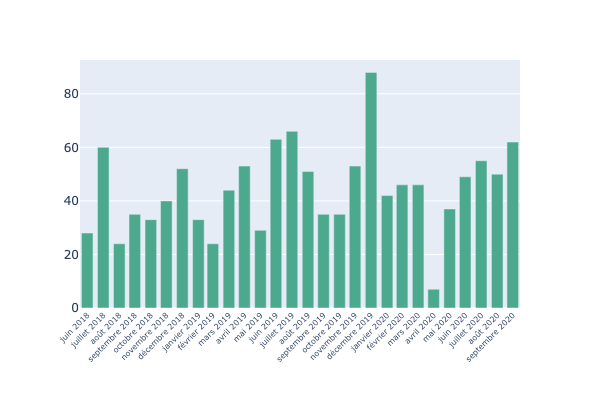 80
60
40
20
0
juin 2018
juillet 2018
août 2018
septembre 2018
octobre 2018
novembre 2018
décembre 2018
janvier 2019
février 2019
mars 2019
avril 2019
mai 2019
juin 2019
juillet 2019
août 2019
septembre 2019
octobre 2019
novembre 2019
décembre 2019
janvier 2020
février 2020
mars 2020
avril 2020
mai 2020
juin 2020
juillet 2020
août 2020
septembre 2020